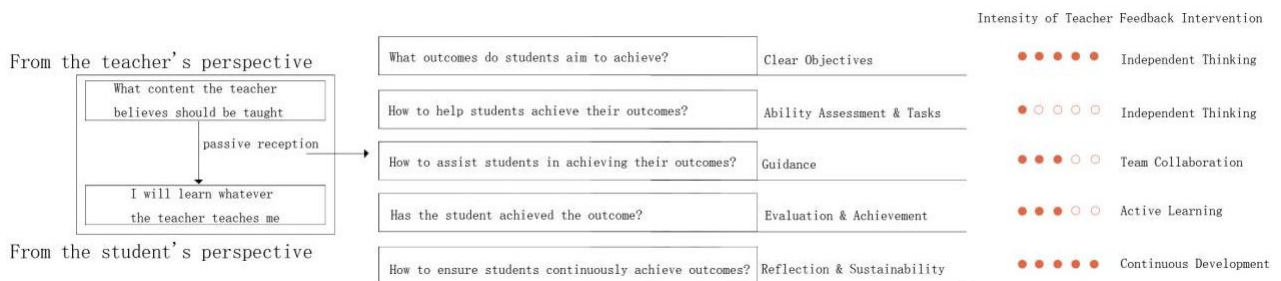 Intensity of Teacher Feedback Intervention
From the teacher's perspective
What content the teacher
believes should be taught
passive reception
I will learn whatever
the teacher teaches me
From the student's perspective
What outcomes do students aim to achieve?
Clear Objectives
Independent Thinking
How to help students achieve their outcomes?
Ability Assessment & Tasks
Independent Thinking
How to assist students in achieving their outcomes?
Guidance
Team Collaboration
Has the student achieved the outcome?
Evaluation & Achievement
Active Learning
How to ensure students continuously achieve outcomes?
Reflection & Sustainability
Continuous Development